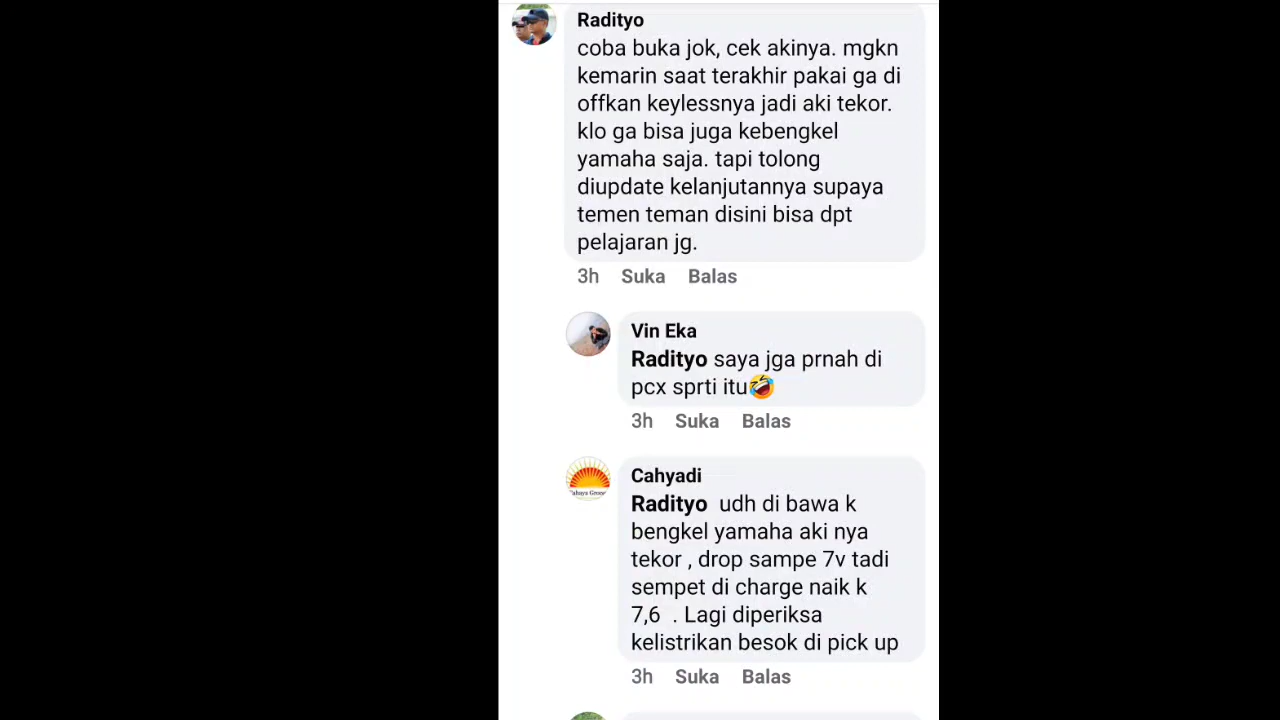 Radityo
coba buka jok, cek akinya. mgkn
kemarin saat terakhir pakai ga di
offkan keylessnya jadi aki tekor.
klo ga bisa juga kebengkel
yamaha saja. tapi tolong
diupdate kelanjutannya supaya
temen teman disini bisa dpt
pelajaran jg.
3h Suka Balas
Vin Eka
Radityo saya jga prnah di
pcx sprti itu🤣
3h Suka Balas
Cahyadi
Radityo udh di bawa k
bengkel yamaha aki nya
tekor , drop sampe 7v tadi
sempet di charge naik k
7,6 . Lagi diperiksa
kelistrikan besok di pick up
3h Suka Balas